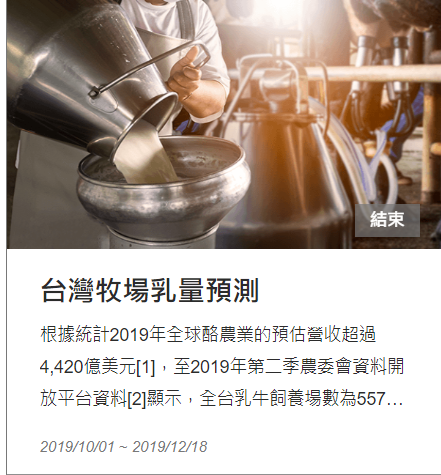 結束
台灣牧場乳量預測
根據統計2019年全球酪農業的預估營收超過
4,420億美元[1]，至2019年第二季農委會資料開
放平台資料[2]顯示，全台乳牛飼養場數為557...
2019/10/01 ~ 2019/12/18